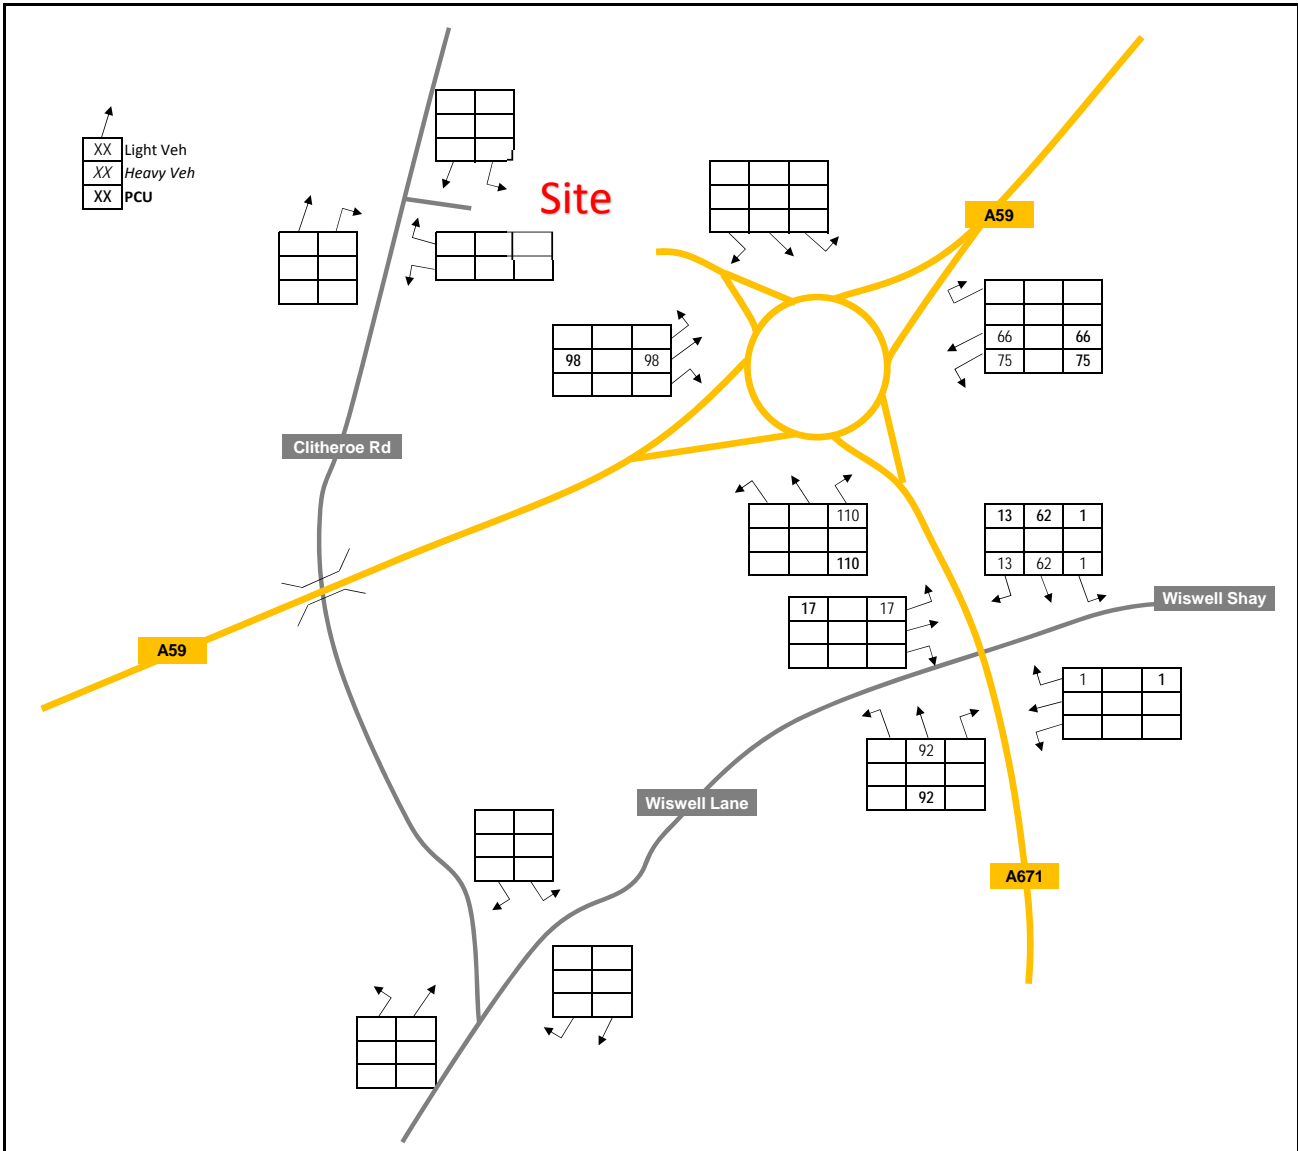 XX Light Veh
XX Heavy Veh
XX PCU
Site
A59
66 66
75 75
98 98
Clitheroe Rd
110
110
13 62 1
13 62 1
Wiswell Shay
17 17
A59
1 1
92
92
Wiswell Lane
A671